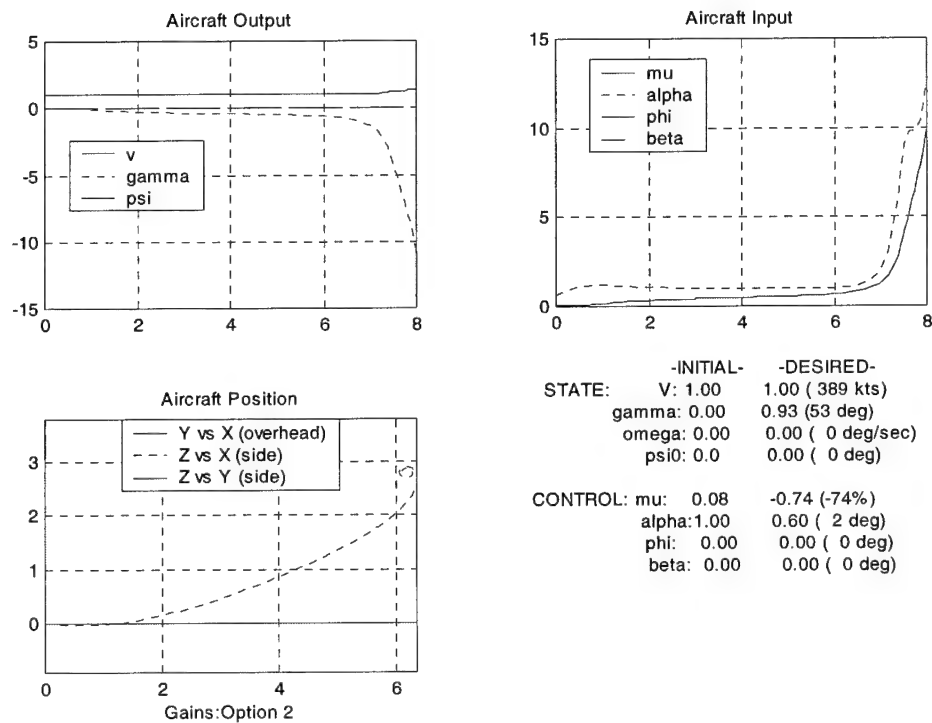 Aircraft Output
5
0
-5
-10
-15
0 2 4 6 8
v
gamma
psi
Aircraft Input
15
10
5
0
0 2 4 6 8
mu
alpha
phi
beta
Aircraft Position
3
2
1
0
0 2 4 6
Y vs X (overhead)
Z vs X (side)
Z vs Y (side)
Gains:Option 2
-INITIAL- -DESIRED-
STATE: V: 1.00 1.00 ( 389 kts)
gamma: 0.00 0.93 (53 deg)
omega: 0.00 0.00 ( 0 deg/sec)
psi0: 0.0 0.00 ( 0 deg)
CONTROL: mu: 0.08 -0.74 (-74%)
alpha:1.00 0.60 ( 2 deg)
phi: 0.00 0.00 ( 0 deg)
beta: 0.00 0.00 ( 0 deg)